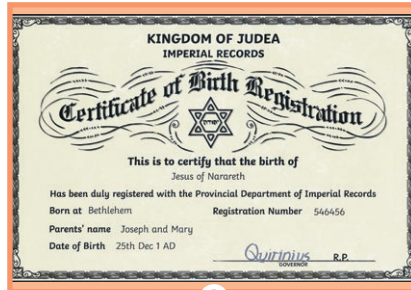 KINGDOM OF JUDEA
IMPERIAL RECORDS
Certificate of Birth Registration
This is to certify that the birth of
Jesus of Narareth
Has been duly registered with the Provincial Department of Imperial Records
Born at Bethlehem Registration Number 546456
Parents' name Joseph and Mary
Date of Birth 25th Dec 1 AD
Quirinius R.P.
GOVERNOR